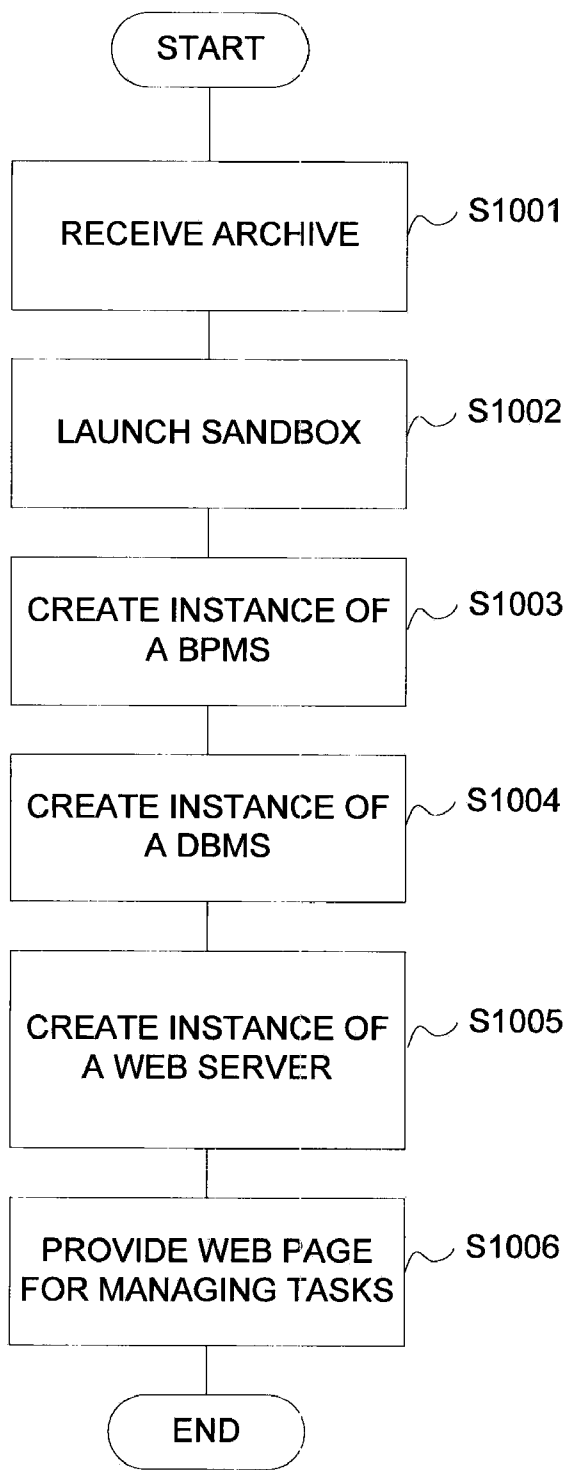 START
RECEIVE ARCHIVE
S1001
LAUNCH SANDBOX
S1002
CREATE INSTANCE OF
A BPMS
S1003
CREATE INSTANCE OF
A DBMS
S1004
CREATE INSTANCE OF
A WEB SERVER
S1005
PROVIDE WEB PAGE
FOR MANAGING TASKS
S1006
END